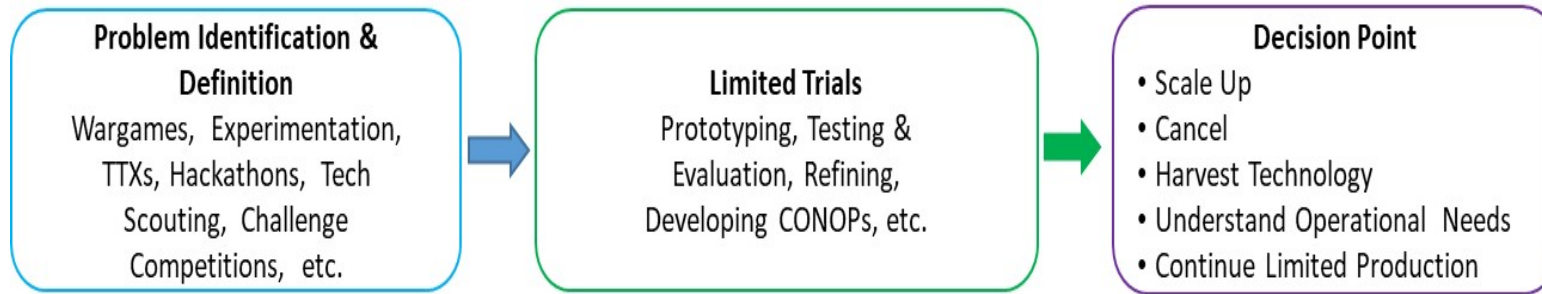 Problem Identification &
Definition
Wargames, Experimentation,
TTXs, Hackathons, Tech
Scouting, Challenge
Competitions, etc.
Limited Trials
Prototyping, Testing &
Evaluation, Refining,
Developing CONOPs, etc.
Decision Point
• Scale Up
• Cancel
• Harvest Technology
• Understand Operational Needs
• Continue Limited Production